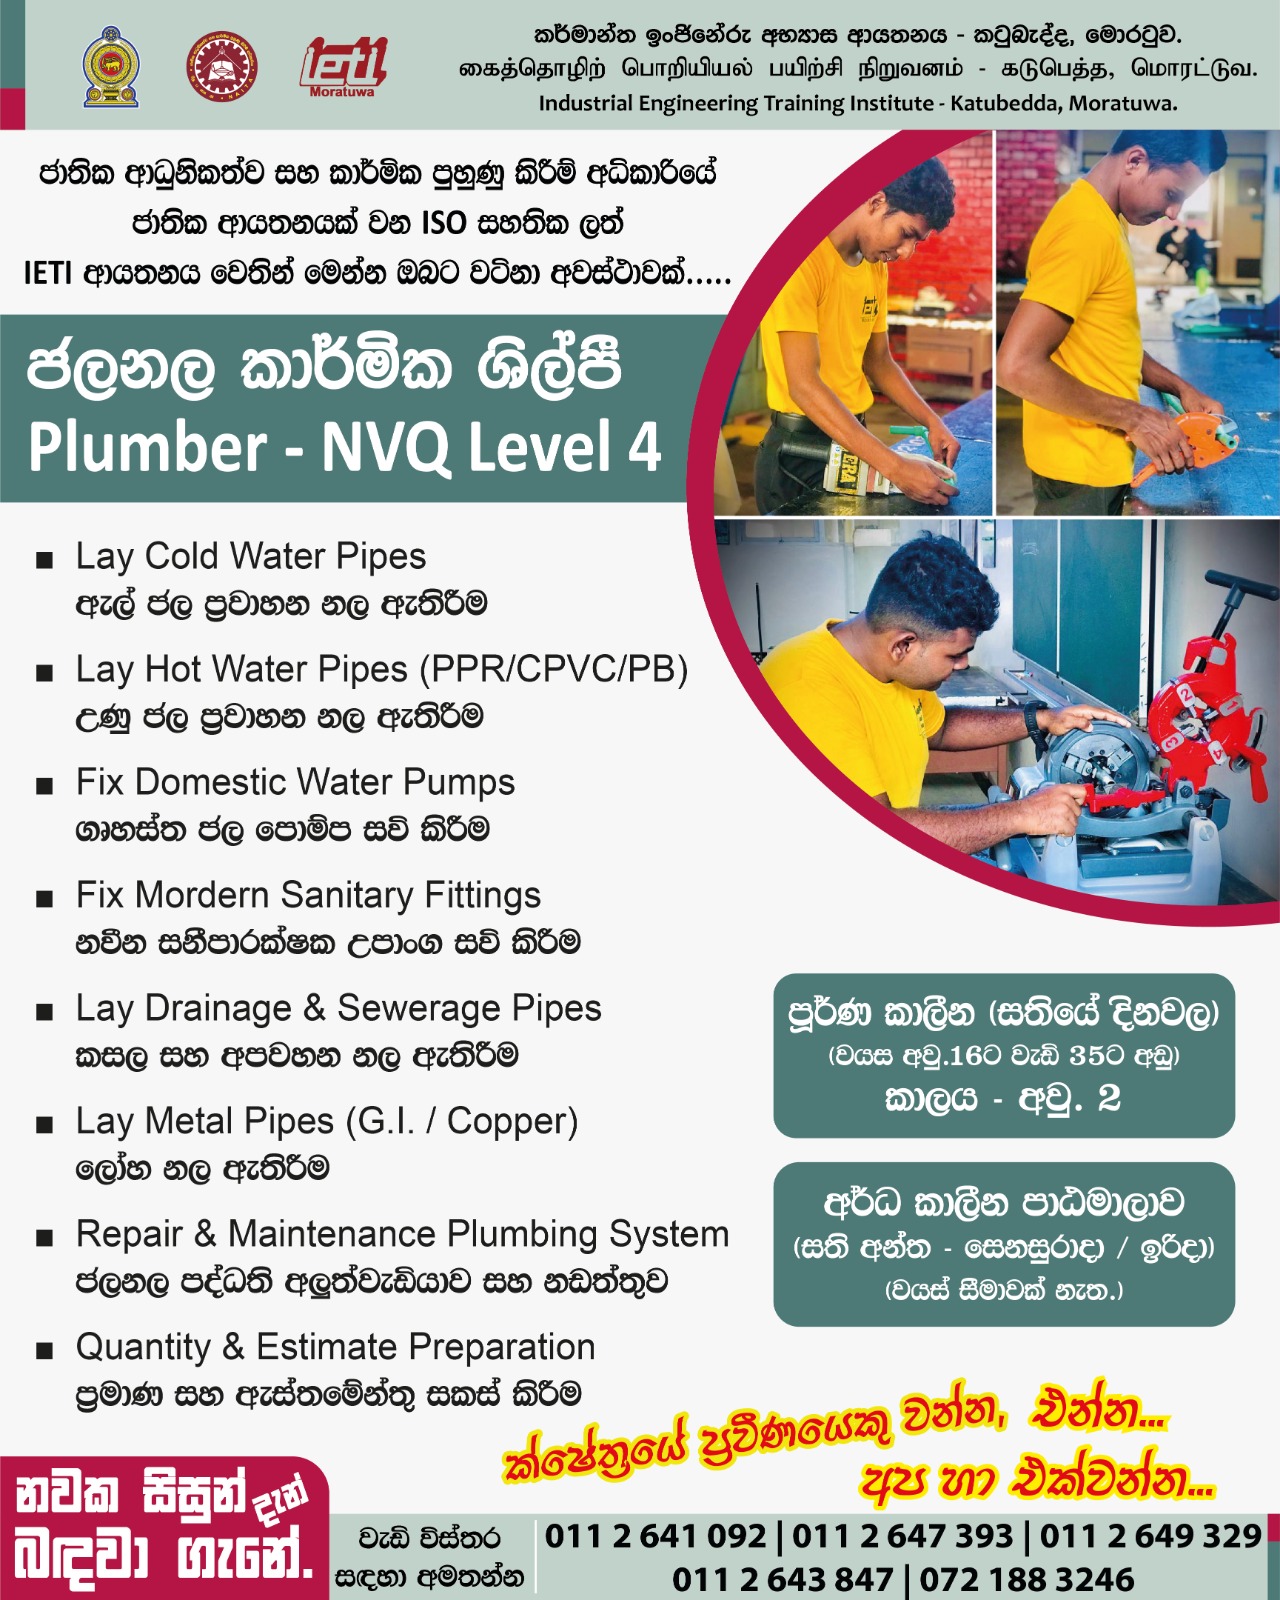 කර්මාන්ත ඉංජිනේරු අභ්‍යාස ආයතනය - කටුබැද්ද, මොරටුව.
கைத்தொழிற் பொறியியல் பயிற்சி நிறுவனம் - கடுபெத்த, மொரட்டுவ.
Industrial Engineering Training Institute - Katubedda, Moratuwa.
IETI
Moratuwa
ජාතික ආධුනිකත්ව සහ කාර්මික පුහුණු කිරීම් අධිකාරියේ
ජාතික ආයතනයක් වන ISO සහතික ලත්
IETI ආයතනය වෙතින් මෙන්න ඔබට වටිනා අවස්ථාවක්.....
ජලනල කාර්මික ශිල්පී
Plumber - NVQ Level 4
■ Lay Cold Water Pipes
ඇල් ජල ප්‍රවාහන නල ඇතිරීම
■ Lay Hot Water Pipes (PPR/CPVC/PB)
උණු ජල ප්‍රවාහන නල ඇතිරීම
■ Fix Domestic Water Pumps
ගෘහස්ත ජල පොම්ප සවි කිරීම
■ Fix Mordern Sanitary Fittings
නවීන සනීපාරක්ෂක උපාංග සවි කිරීම
■ Lay Drainage & Sewerage Pipes
කසල සහ අපවහන නල ඇතිරීම
■ Lay Metal Pipes (G.I. / Copper)
ලෝහ නල ඇතිරීම
■ Repair & Maintenance Plumbing System
ජලනල පද්ධති අලුත්වැඩියාව සහ නඩත්තුව
■ Quantity & Estimate Preparation
ප්‍රමාණ සහ ඇස්තමේන්තු සකස් කිරීම
පූර්ණ කාලීන (සතියේ දිනවල)
(වයස අවු.16ට වැඩි 35ට අඩු)
කාලය - අවු. 2
අර්ධ කාලීන පාඨමාලාව
(සති අන්ත - සෙනසුරාදා / ඉරිදා)
(වයස් සීමාවක් නැත.)
ක්ෂේත්‍රයේ ප්‍රවීණයෙකු වන්න, එන්න...
අප හා එක්වන්න...
නවක සිසුන් දැන්
බඳවා ගැනේ.
වැඩි විස්තර
සඳහා අමතන්න
011 2 641 092 | 011 2 647 393 | 011 2 649 329
011 2 643 847 | 072 188 3246